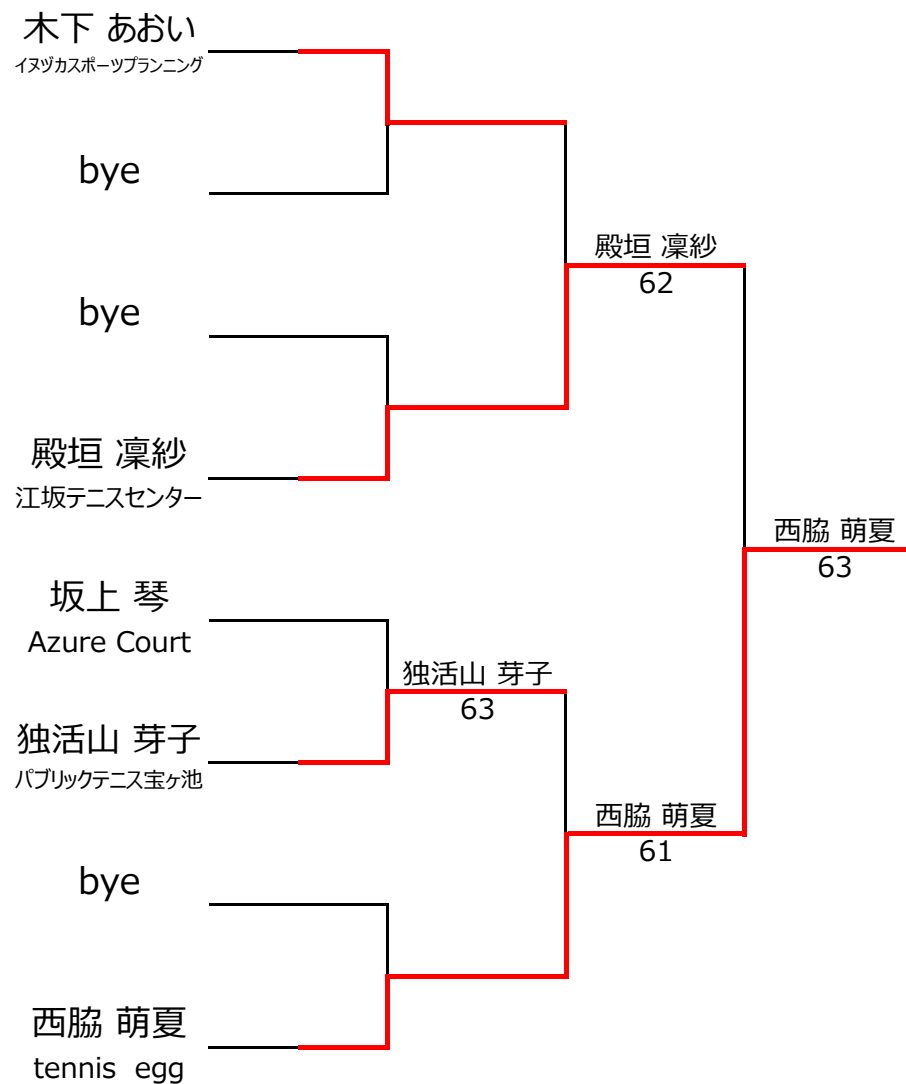 木下 あおい
イヌヅカスポーツプランニング
bye
bye
殿垣 凜紗
江坂テニスセンター
坂上 琴
Azure Court
独活山 芽子
パブリックテニス宝ヶ池
bye
西脇 萌夏
tennis egg
独活山 芽子
63
殿垣 凜紗
62
西脇 萌夏
61
西脇 萌夏
63